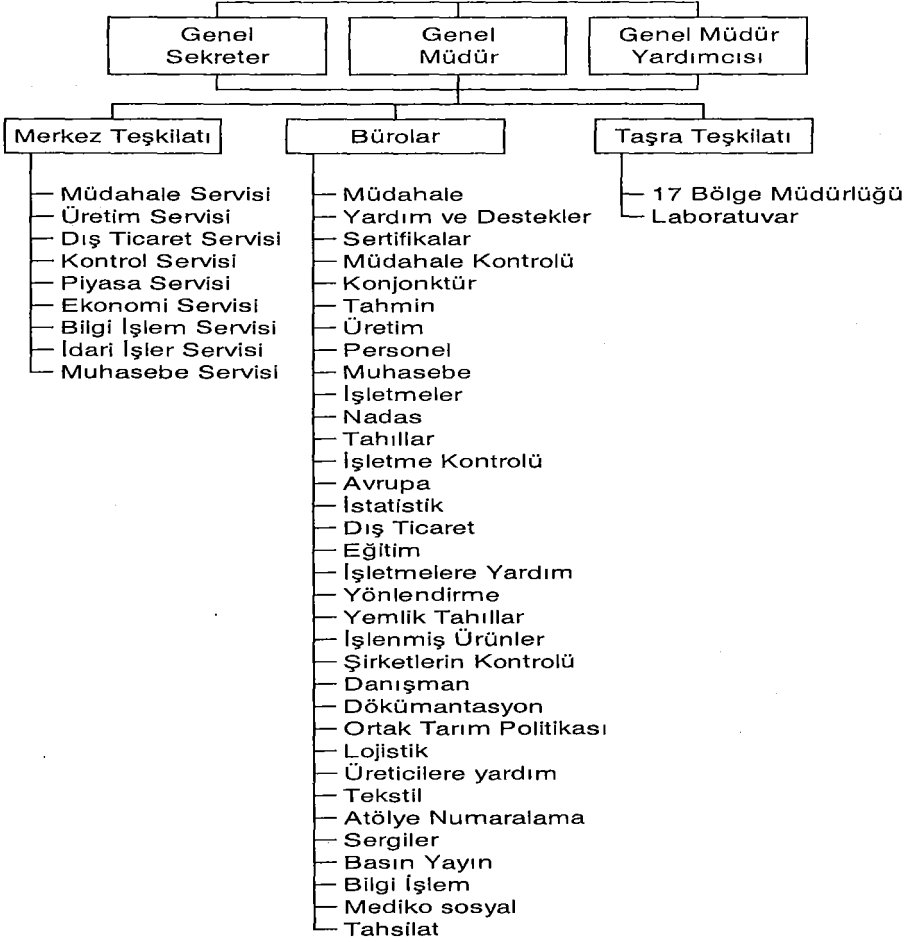 Genel
Sekreter
Genel
Müdür
Genel Müdür
Yardımcısı
Merkez Teşkilatı
Müdahale Servisi
Üretim Servisi
Dış Ticaret Servisi
Kontrol Servisi
Piyasa Servisi
Ekonomi Servisi
Bilgi İşlem Servisi
İdari İşler Servisi
Muhasebe Servisi
Bürolar
Müdahale
Yardım ve Destekler
Sertifikalar
Müdahale Kontrolü
Konjonktür
Tahmin
Üretim
Personel
Muhasebe
İşletmeler
Nadas
Tahıllar
İşletme Kontrolü
Avrupa
İstatistik
Dış Ticaret
Eğitim
İşletmelere Yardım
Yönlendirme
Yemlik Tahıllar
İşlenmiş Ürünler
Şirketlerin Kontrolü
Danışman
Dökümantasyon
Ortak Tarım Politikası
Lojistik
Üreticilere yardım
Tekstil
Atölye Numaralama
Sergiler
Basın Yayın
Bilgi İşlem
Mediko sosyal
Tahsilat
Taşra Teşkilatı
17 Bölge Müdürlüğü
Laboratuvar